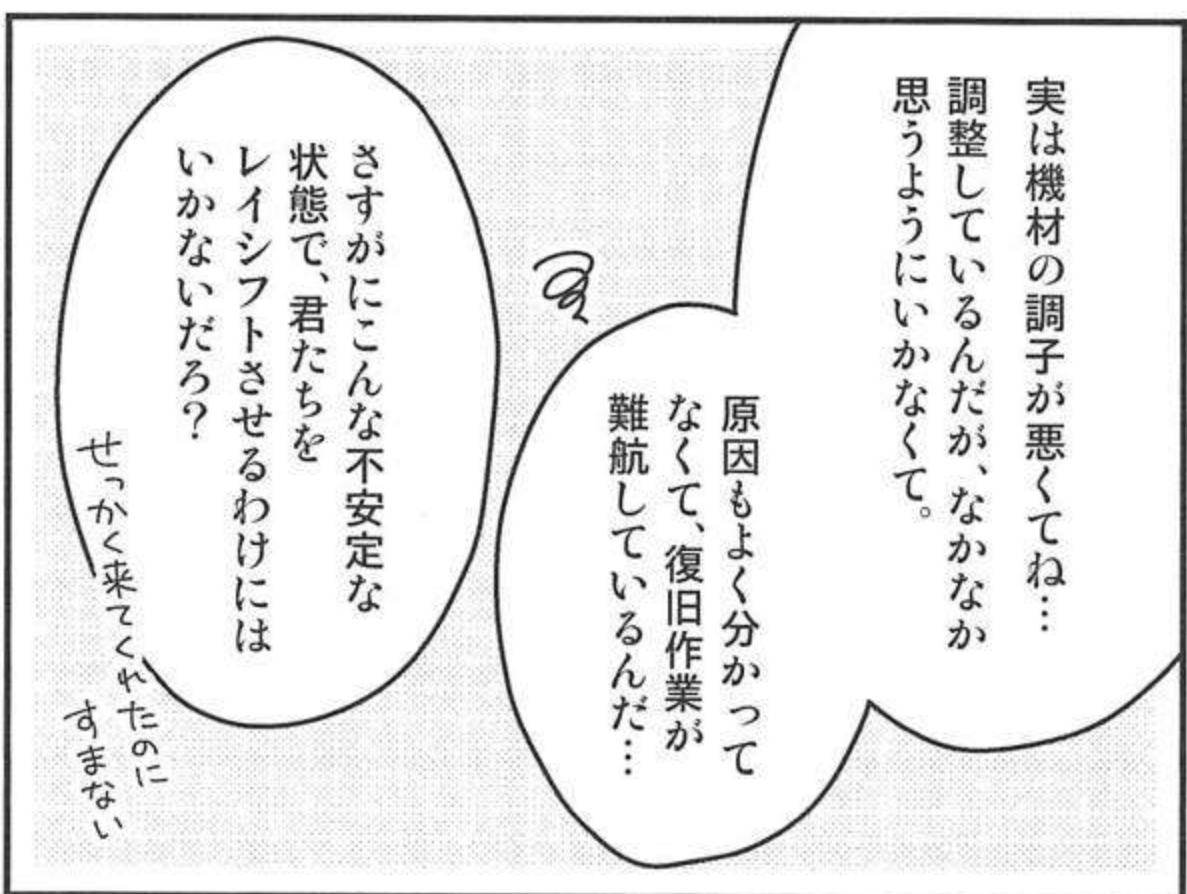 実は機材の調子が悪くてね…
調整しているんだが、なかなか
思うようにいかなくて。
原因もよく分かって
なくて、復旧作業が
難航しているんだ…
さすがにこんな不安定な
状態で、君たちを
レイシフトさせるわけには
いかないだろ？
せっかく来てくれたのに
すまない